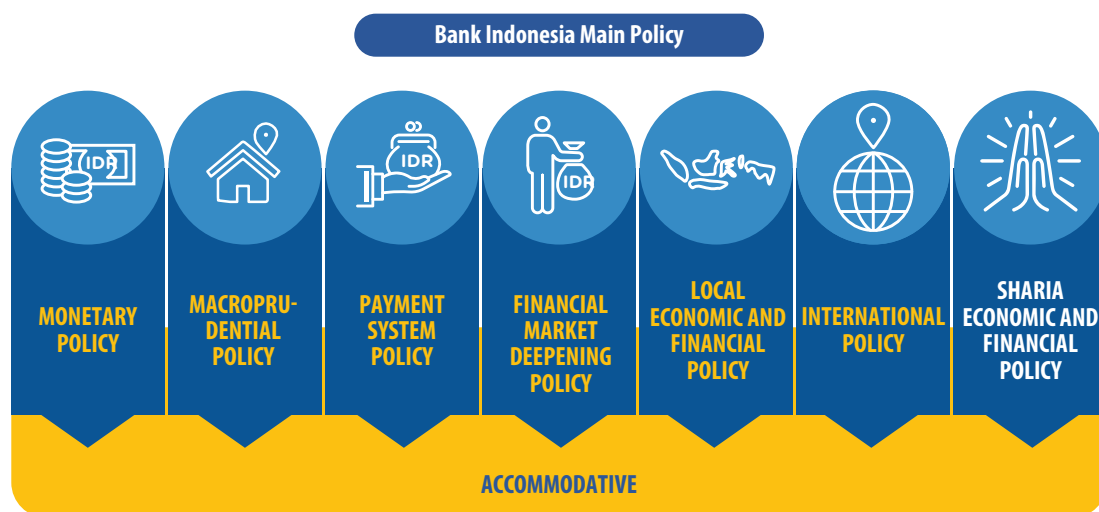 Bank Indonesia Main Policy
IDR
IDR
IDR
MONETARY
POLICY
MACROPRU-
DENTIAL
POLICY
PAYMENT
SYSTEM
POLICY
FINANCIAL
MARKET
DEEPENING
POLICY
LOCAL
ECONOMIC AND
FINANCIAL
POLICY
INTERNATIONAL
POLICY
SHARIA
ECONOMIC AND
FINANCIAL
POLICY
ACCOMMODATIVE